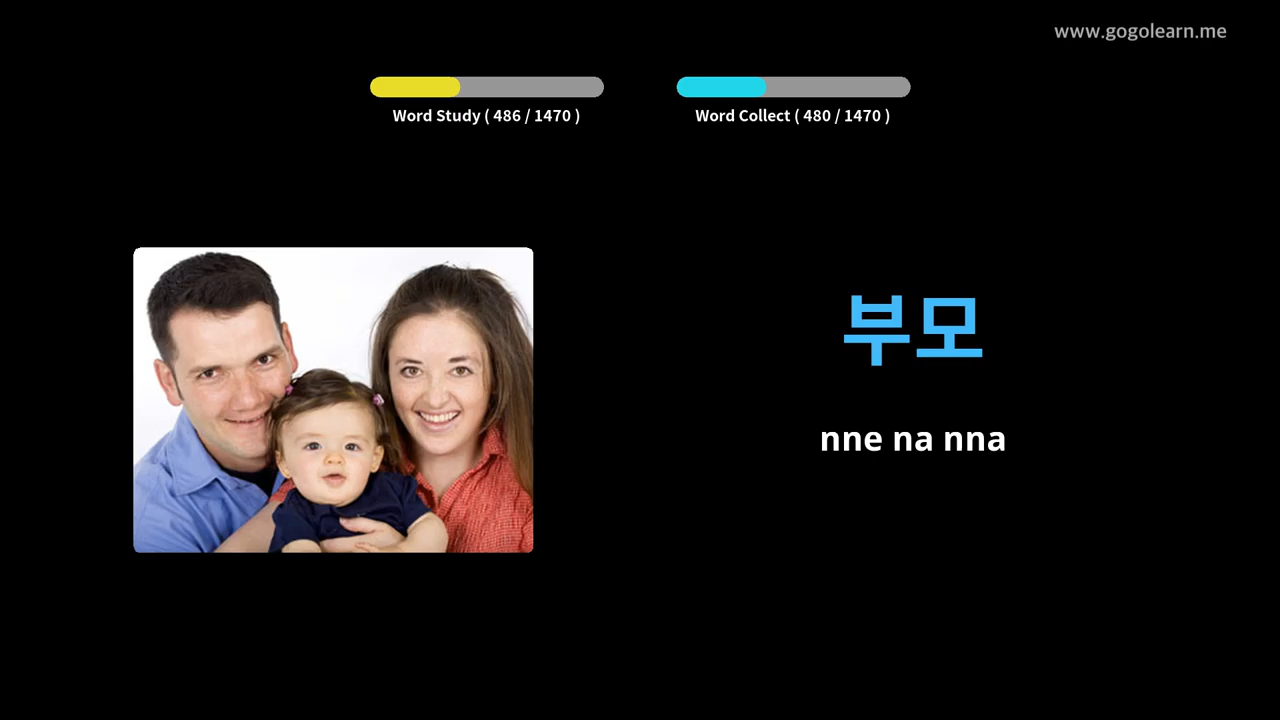 www.gogolearn.me
Word Study ( 486 / 1470 )
Word Collect ( 480 / 1470 )
부모
nne na nna